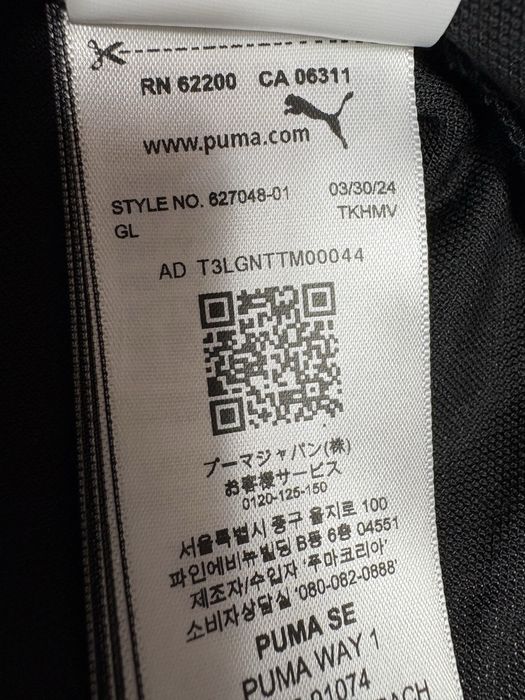 RN 62200 CA 06311
www.puma.com
STYLE NO. 627048-01 03/30/24
GL TKHMV
AD T3LGNTTM00044
プーマジャパン(株)
お客様サービス
0120-125-150
서울특별시 중구 을지로 100
파인에비뉴빌딩 B동 6층 04551
제조자/수입자 '푸마코리아'
소비자상담실 '080-082-0888'
PUMA SE
PUMA WAY 1
91074